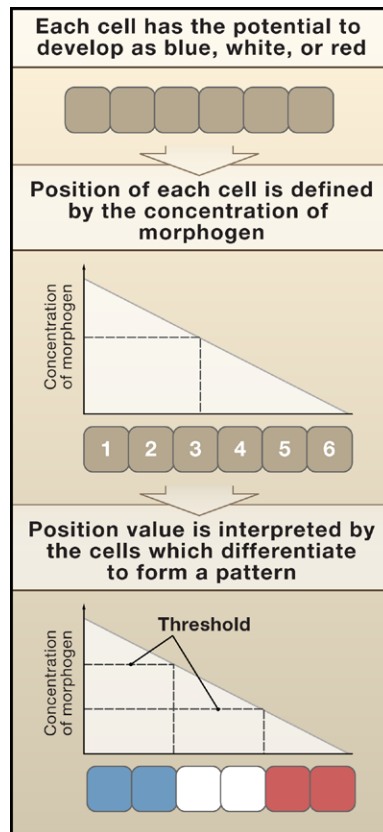 Each cell has the potential to
develop as blue, white, or red
Position of each cell is defined
by the concentration of
morphogen
Concentration
of morphogen
1 2 3 4 5 6
Position value is interpreted by
the cells which differentiate
to form a pattern
Threshold
Concentration
of morphogen